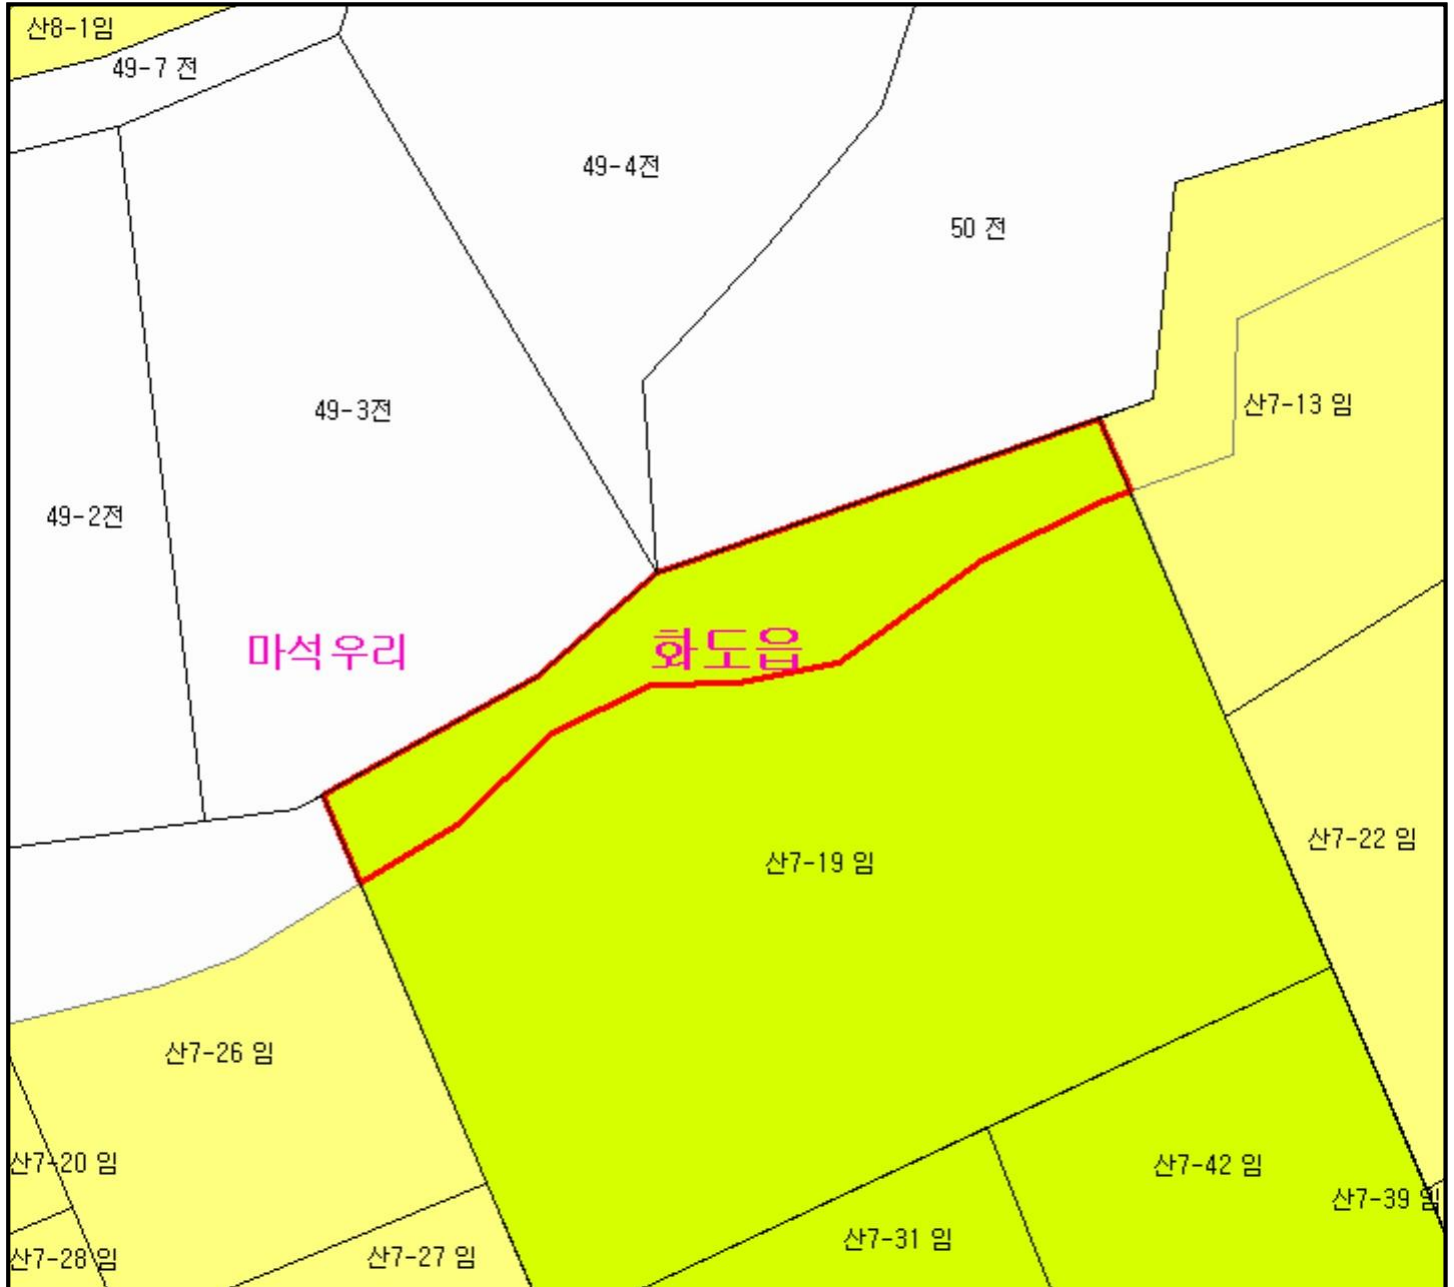 산8-1임
49-7 전
49-4전
50 전
산7-13 임
49-3전
49-2전
마석우리
화도읍
산7-22 임
산7-19 임
산7-26 임
산7-20 임
산7-42 임
산7-39 임
산7-31 임
산7-28 임
산7-27 임